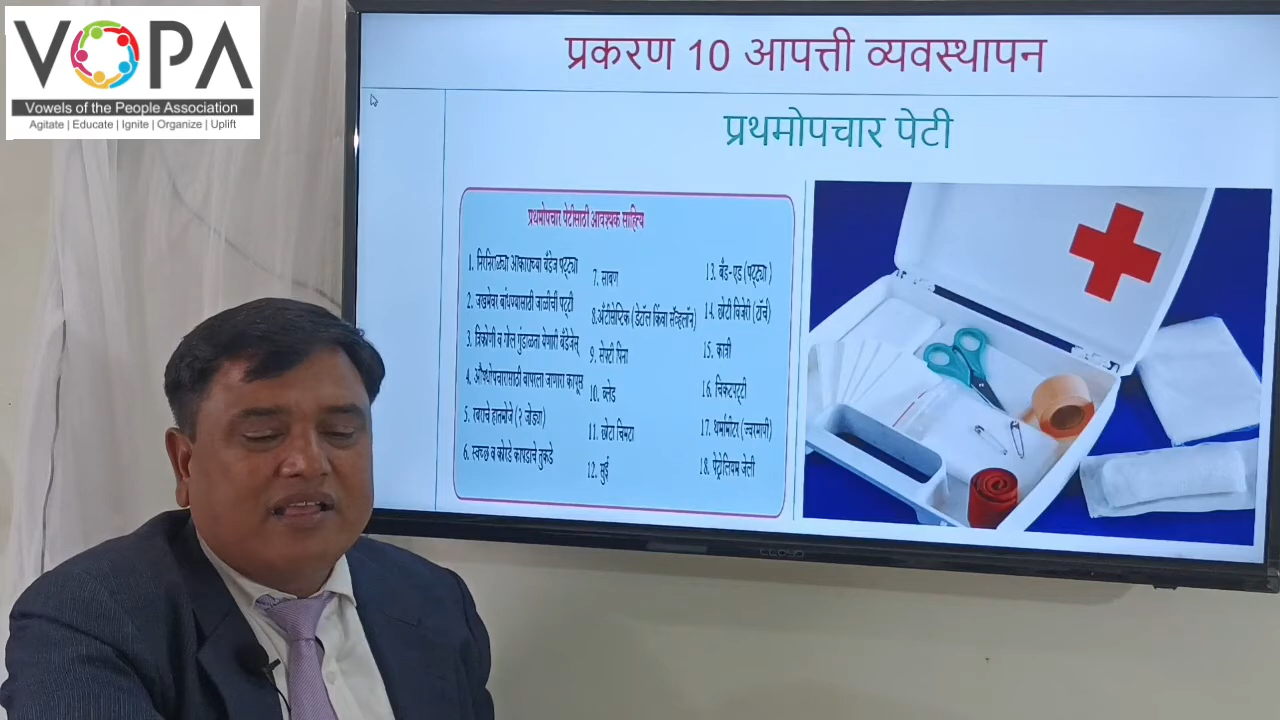 VOPA
Vowels of the People Association
Agitate | Educate | Ignite | Organize | Uplift
प्रकरण 10 आपत्ती व्यवस्थापन
प्रथमोपचार पेटी
प्रथमोपचार पेटीसाठी आवश्यक साहित्य
1. निरनिराळ्या आकाराच्या बँडेज पट्ट्या
2. जखमेवर बांधण्यासाठी जाळीची पट्टी
3. त्रिकोणी व गोल गुंडाळता येणारी बँडेजेस्
4. औषधोपचारासाठी वापरला जाणारा कापूस
5. रबराचे हातमोजे (२ जोड्या)
6. स्वच्छ व कोरडे कापडाचे तुकडे
7. साबण
8. अँटीसेप्टिक (डेटॉल किंवा सॅव्हलॉन)
9. सेफ्टी पिना
10. ब्लेड
11. छोटा चिमटा
12. सुई
13. बँड-एड (पट्ट्या)
14. छोटी विजेरी (टॉर्च)
15. कात्री
16. चिकटपट्टी
17. थर्मामीटर (ज्वरमापी)
18. पेट्रोलियम जेली